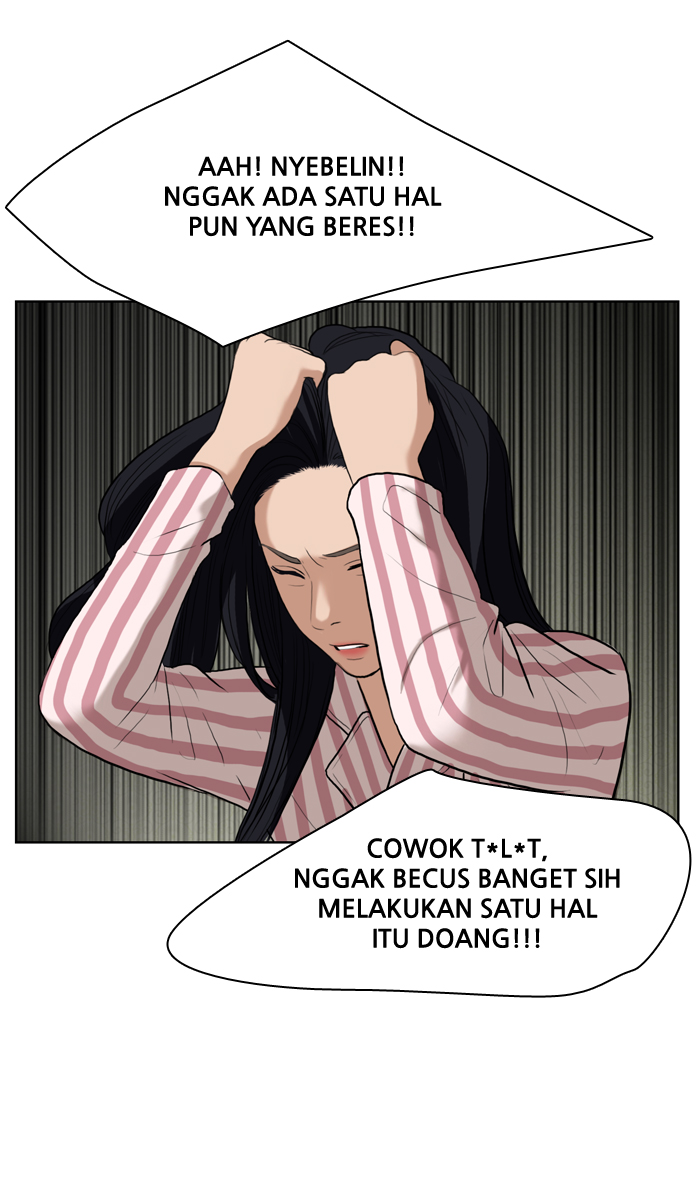 AAH! NYEBELIN!!
NGGAK ADA SATU HAL
PUN YANG BERES!!
COWOK T*L*T,
NGGAK BECUS BANGET SIH
MELAKUKAN SATU HAL
ITU DOANG!!!